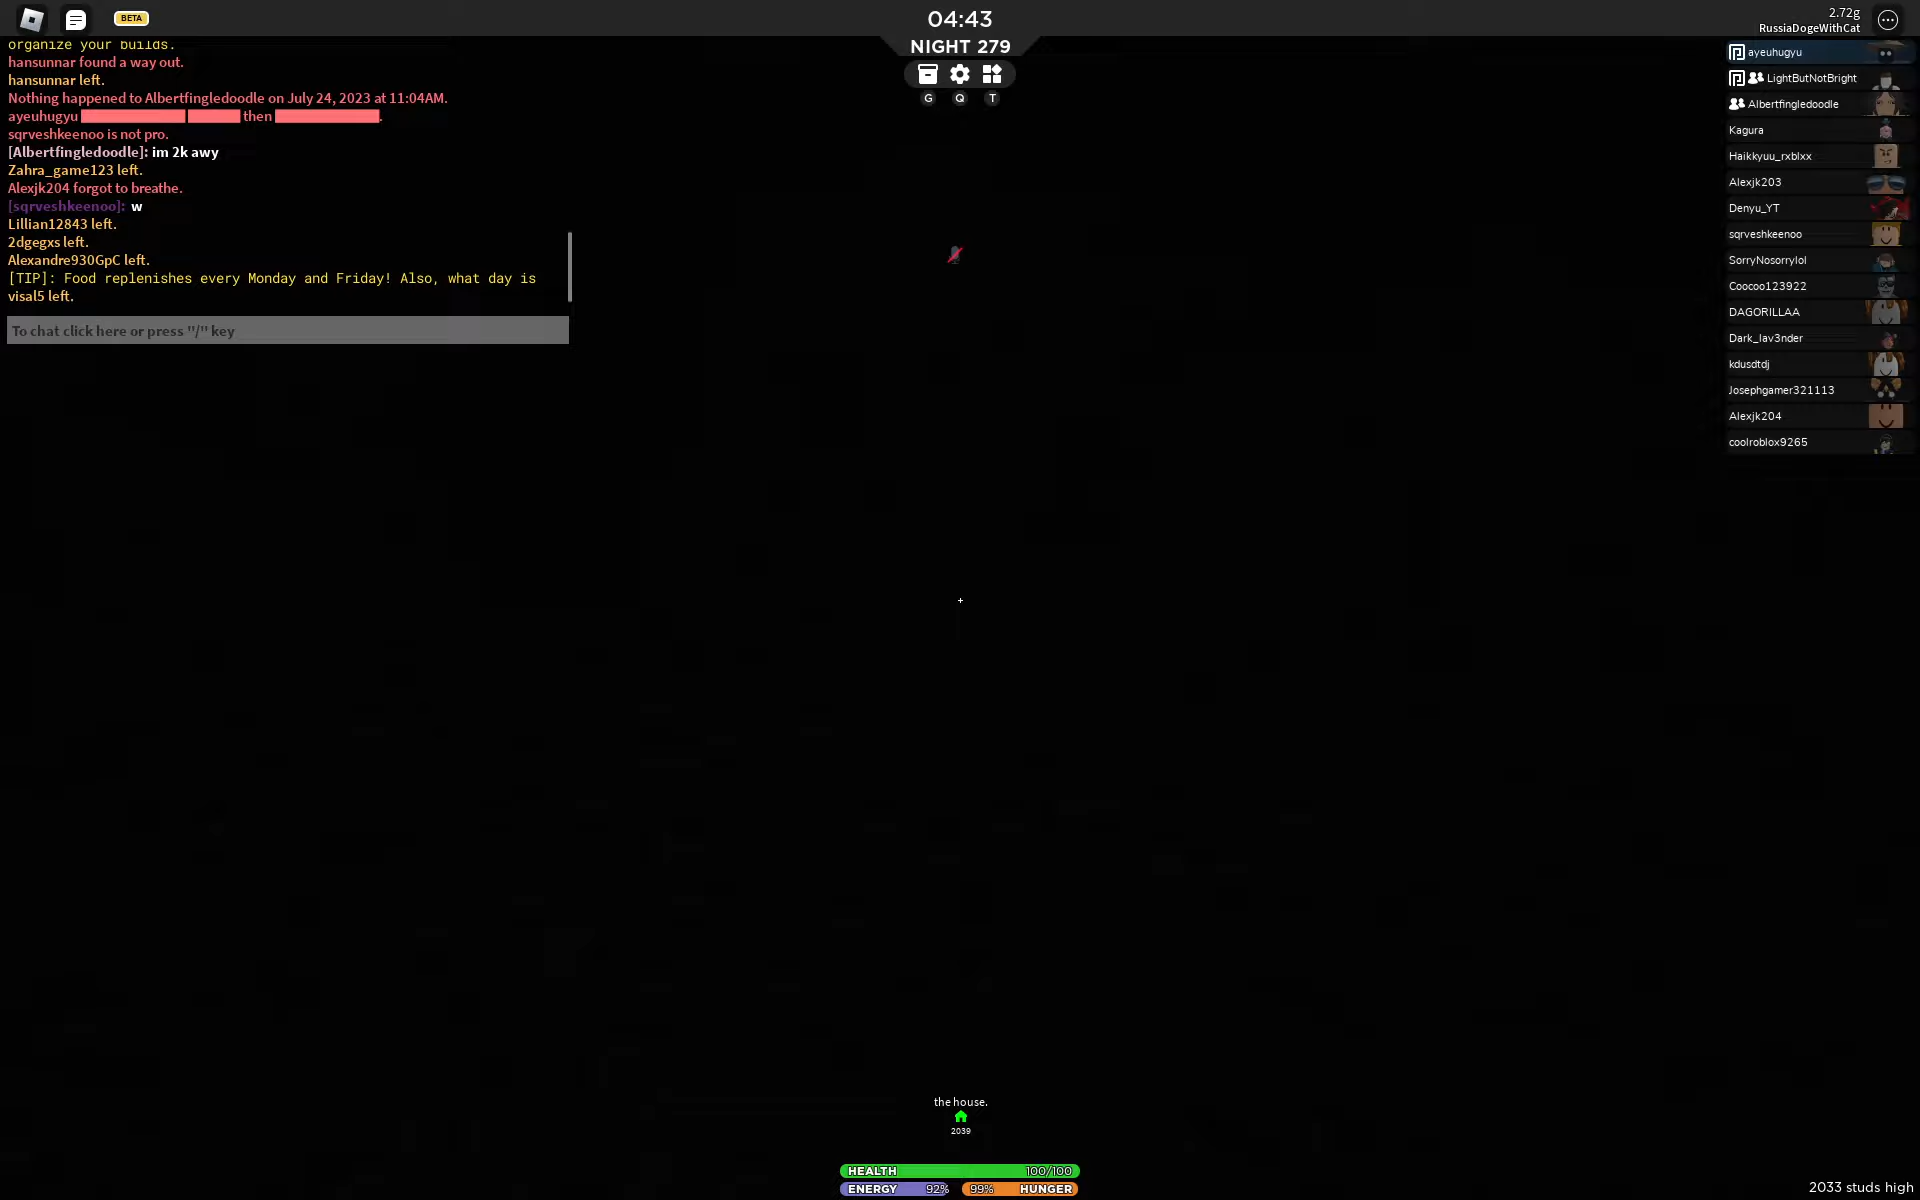 BETA
04:43
NIGHT 279
G
Q
T
2.72g
RussiaDogeWithCat
organize your builds.
hansunnar found a way out.
hansunnar left.
Nothing happened to Albertfingledoodle on July 24, 2023 at 11:04AM.
ayeuhugyu then .
sqrveshkeenoo is not pro.
[Albertfingledoodle]: im 2k awy
Zahra_game123 left.
Alexjk204 forgot to breathe.
[sqrveshkeenoo]: w
Lillian12843 left.
2dgegxs left.
Alexandre930GpC left.
[TIP]: Food replenishes every Monday and Friday! Also, what day is
visal5 left.
To chat click here or press "/" key
ayeuhugyu
LightButNotBright
Albertfingledoodle
Kagura
Haikkyuu_rxblxx
Alexjk203
Denyu_YT
sqrveshkeenoo
SorryNosorrylol
Coocoo123922
DAGORILLAA
Dark_lav3nder
kdusdtdj
Josephgamer321113
Alexjk204
coolroblox9265
the house.
2039
HEALTH 100/100
ENERGY 92% 99% HUNGER
2033 studs high